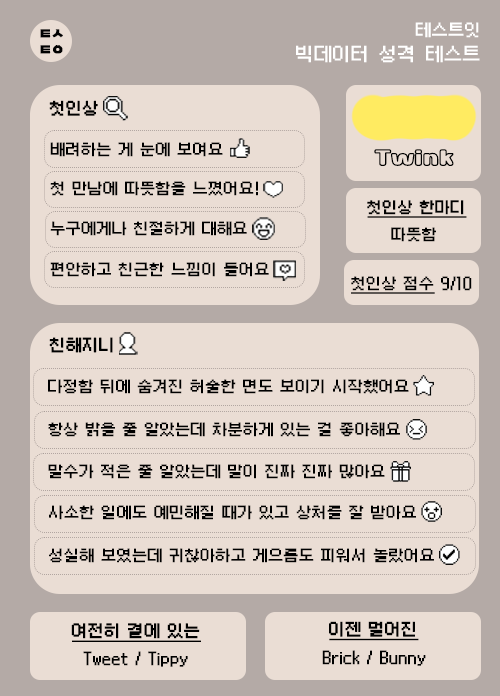 ㅌㅅ
ㅌㅇ
테스트잇
빅데이터 성격 테스트
첫인상
배려하는 게 눈에 보여요
첫 만남에 따뜻함을 느꼈어요!
누구에게나 친절하게 대해요
편안하고 친근한 느낌이 들어요
Twink
첫인상 한마디
따뜻함
첫인상 점수 9/10
친해지니
다정함 뒤에 숨겨진 허술한 면도 보이기 시작했어요
항상 밝을 줄 알았는데 차분하게 있는 걸 좋아해요
말수가 적은 줄 알았는데 말이 진짜 진짜 많아요
사소한 일에도 예민해질 때가 있고 상처를 잘 받아요
성실해 보였는데 귀찮아하고 게으름도 피워서 놀랐어요
여전히 곁에 있는
Tweet / Tippy
이젠 멀어진
Brick / Bunny